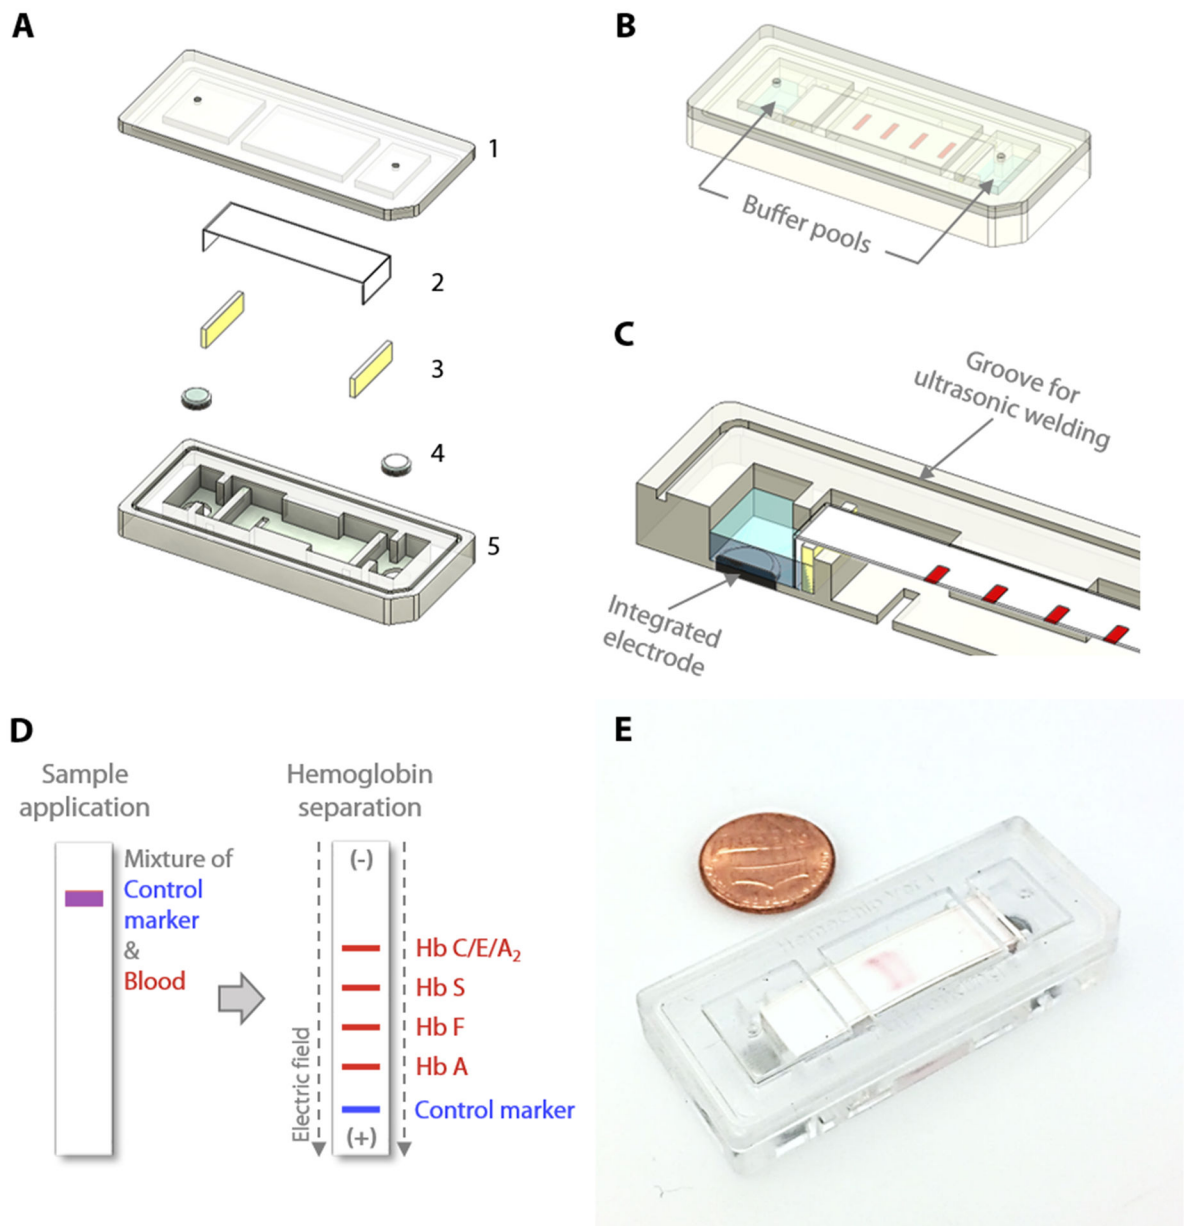 A
1
2
3
4
5
B
Buffer pools
C
Groove for
ultrasonic welding
Integrated
electrode
D
Sample
application
Mixture of
Control
marker
&
Blood
Hemoglobin
separation
Electric field
(-)
Hb C/E/A₂
Hb S
Hb F
Hb A
Control marker
(+)
E